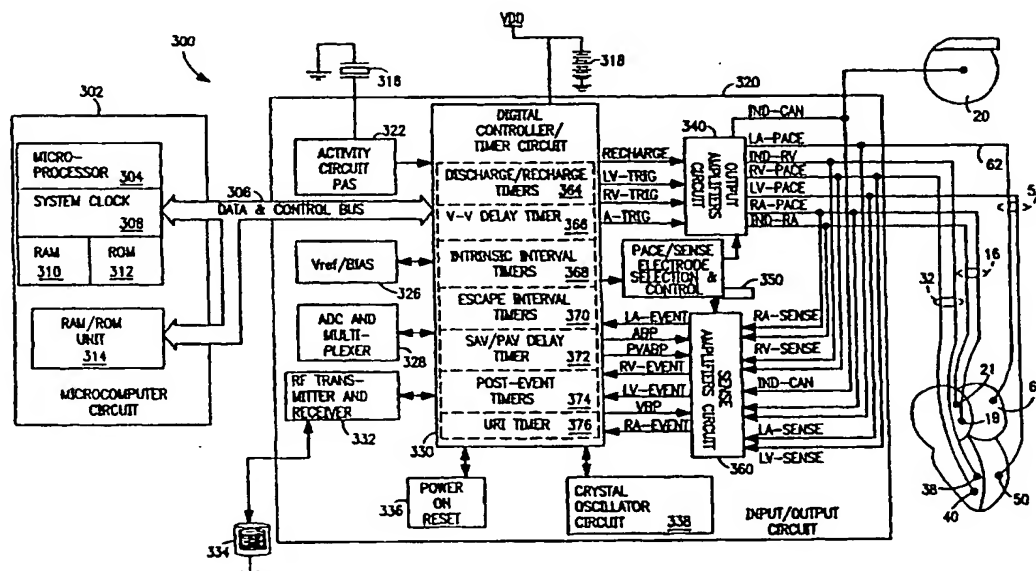 VDD
300
318
318
20
302
320
322
340
IND-CAN
LA-PACE
62
IND-RV
RV-PACE
LV-PACE
RA-PACE
IND-RA
MICRO-
PROCESSOR
304
SYSTEM CLOCK
308
RAM
310
ROM
312
RAM/ROM
UNIT
314
MICROCOMPUTER
CIRCUIT
306
DATA & CONTROL BUS
ACTIVITY
CIRCUIT
PAS
Vref/BIAS
326
ADC AND
MULTI-
PLEXER
328
RF TRANS-
MITTER AND
RECEIVER
332
334
DIGITAL
CONTROLLER/
TIMER CIRCUIT
DISCHARGE/RECHARGE
TIMERS 364
V-V DELAY TIMER
366
INTRINSIC INTERVAL
TIMERS 368
ESCAPE INTERVAL
TIMERS 370
SAV/PAV DELAY
TIMER 372
POST-EVENT
TIMERS 374
URI TIMER
376
330
RECHARGE
LV-TRIG
RV-TRIG
A-TRIG
OUTPUT
AMPLIFIERS
CIRCUIT
PACE/SENSE
ELECTRODE
SELECTION &
CONTROL
350
LA-EVENT
ABP
PVABP
RV-EVENT
LV-EVENT
VBP
RA-EVENT
SENSE
AMPLIFIERS
CIRCUIT
360
RA-SENSE
RV-SENSE
IND-CAN
LA-SENSE
LV-SENSE
16
32
21
18
38
40
50
336
POWER
ON
RESET
CRYSTAL
OSCILLATOR
CIRCUIT 338
INPUT/OUTPUT
CIRCUIT